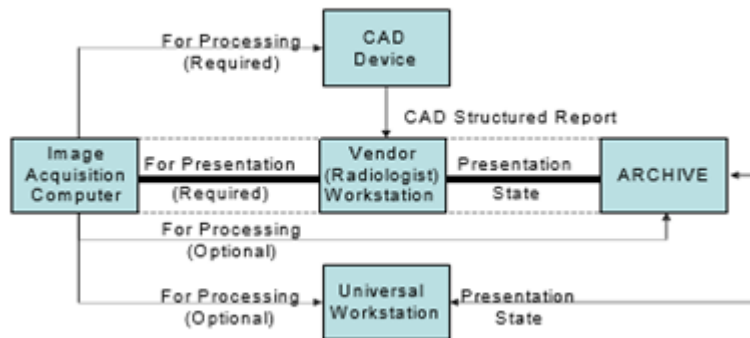 For Processing
(Required)
CAD
Device
CAD Structured Report
Image
Acquisition
Computer
For Presentation
(Required)
Vendor
(Radiologist)
Workstation
Presentation
State
ARCHIVE
For Processing
(Optional)
For Processing
(Optional)
Universal
Workstation
Presentation
State